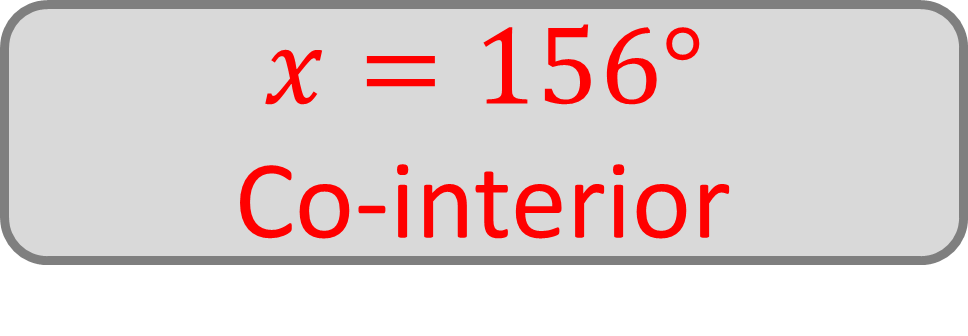 x = 156°
Co-interior